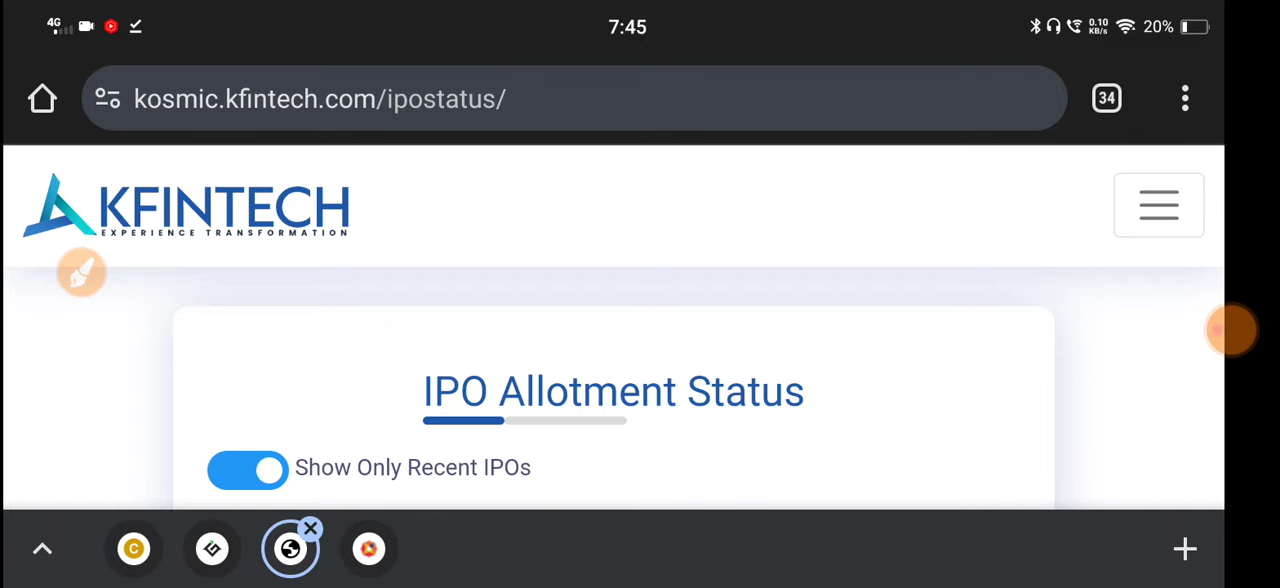 4G 7:45 0.10 KB/s 20%
kosmic.kfintech.com/ipostatus/ 34
KFINTECH
EXPERIENCE TRANSFORMATION
IPO Allotment Status
Show Only Recent IPOs
C